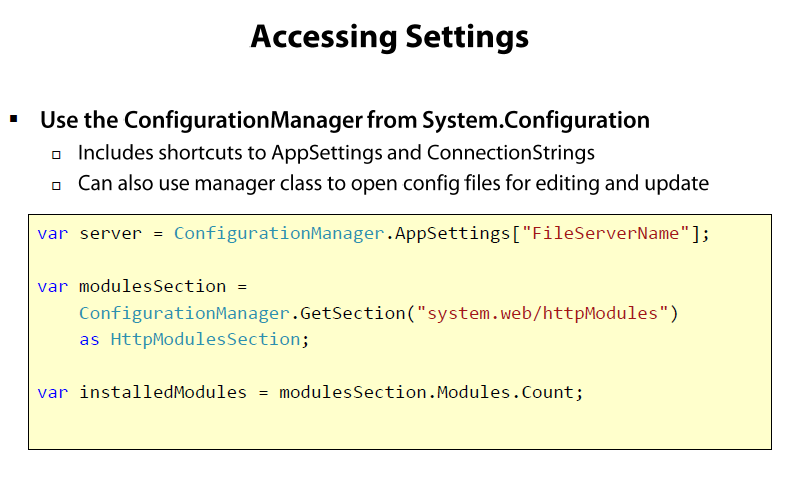 Accessing Settings
Use the ConfigurationManager from System.Configuration
Includes shortcuts to AppSettings and ConnectionStrings
Can also use manager class to open config files for editing and update
var server = ConfigurationManager.AppSettings["FileServerName"];
var modulesSection =
    ConfigurationManager.GetSection("system.web/httpModules")
    as HttpModulesSection;
var installedModules = modulesSection.Modules.Count;